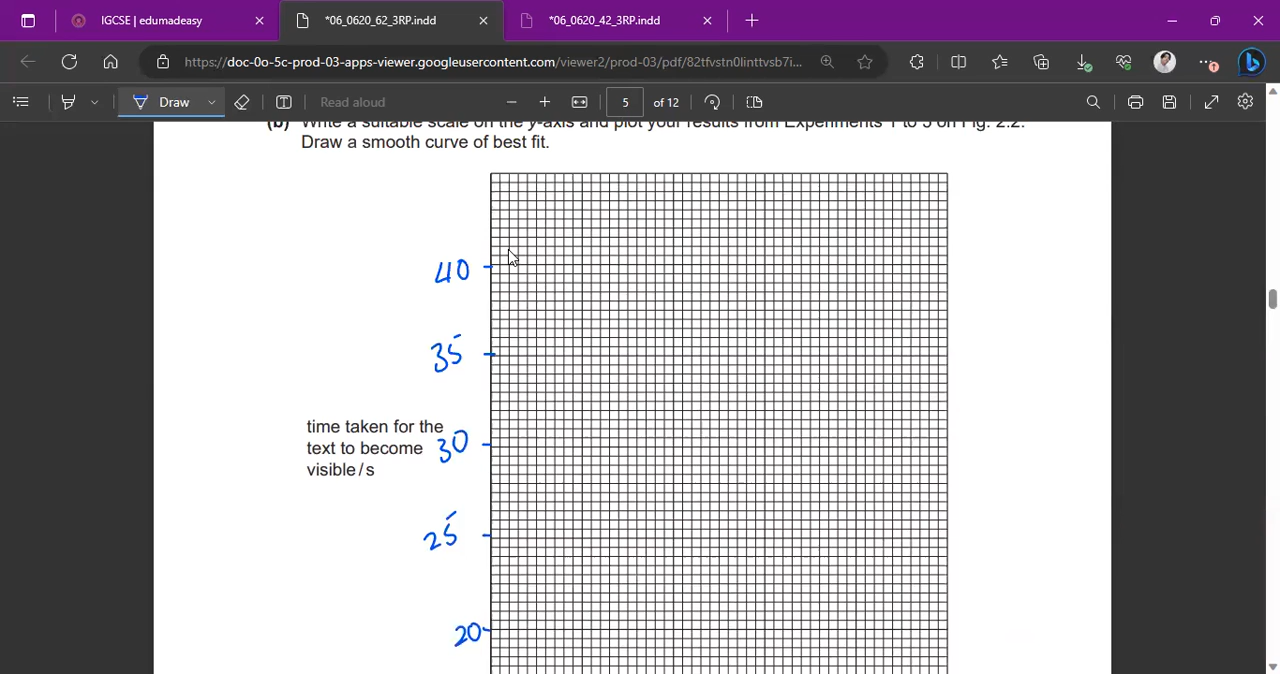 IGCSE | edumadeasy
*06_0620_62_3RP.indd
*06_0620_42_3RP.indd
https://doc-0o-5c-prod-03-apps-viewer.googleusercontent.com/viewer2/prod-03/pdf/82tfvstn0linttvsb7i...
Draw
Read aloud
5 of 12
(b) Write a suitable scale on the y-axis and plot your results from Experiments 1 to 5 on Fig. 2.2.
Draw a smooth curve of best fit.
40
35
time taken for the
text to become
visible/s
30
25
20